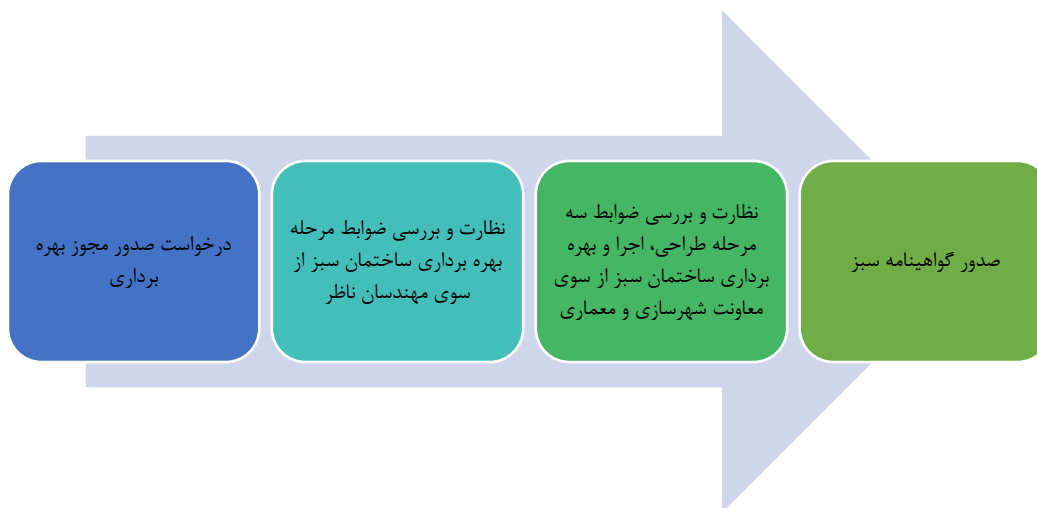 درخواست صدور مجوز بهره
برداری
نظارت و بررسی ضوابط مرحله
بهره برداری ساختمان سبز از
سوی مهندسان ناظر
نظارت و بررسی ضوابط سه
مرحله طراحی، اجرا و بهره
برداری ساختمان سبز از سوی
معاونت شهرسازی و معماری
صدور گواهینامه سبز